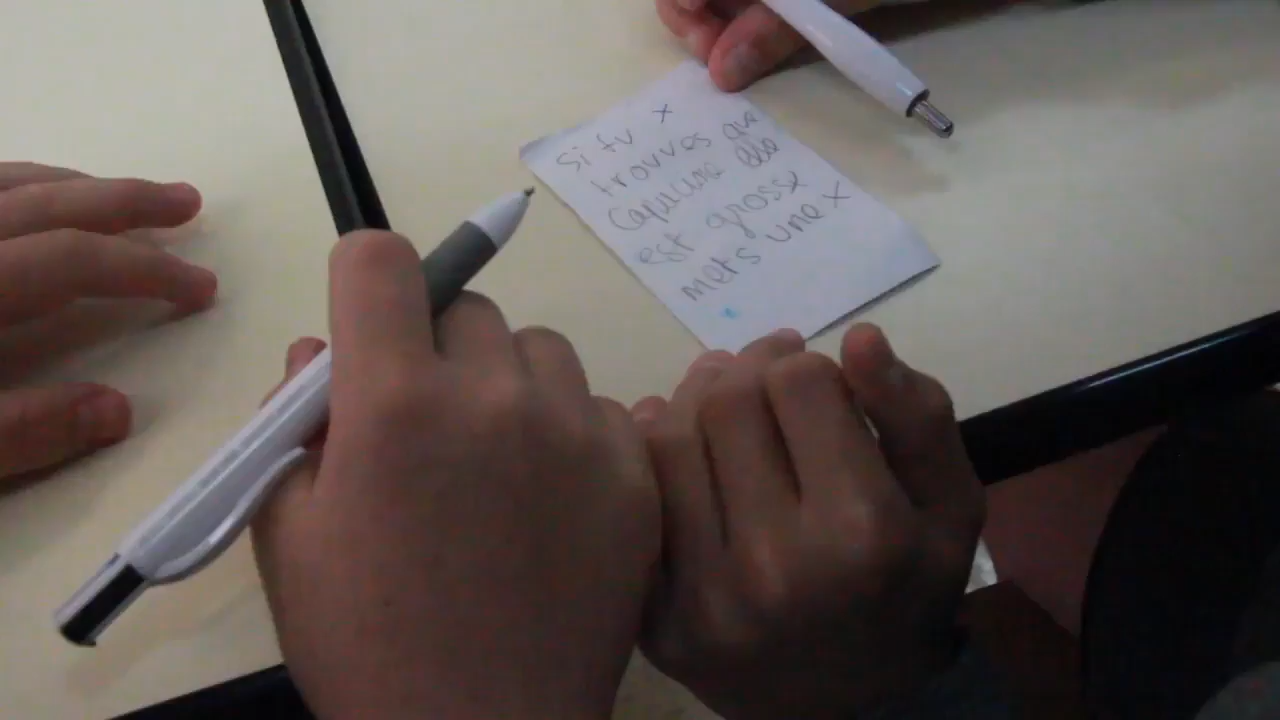 si tu x
trouves que
Capucine elle
est grosse
mets une x